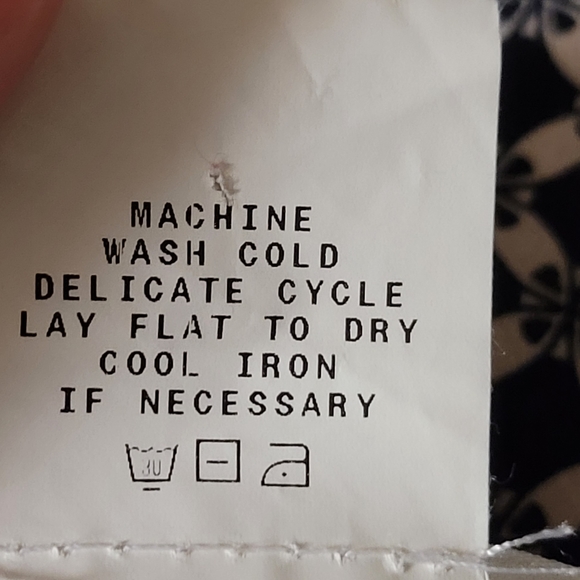 MACHINE
WASH COLD
DELICATE CYCLE
LAY FLAT TO DRY
COOL IRON
IF NECESSARY
30